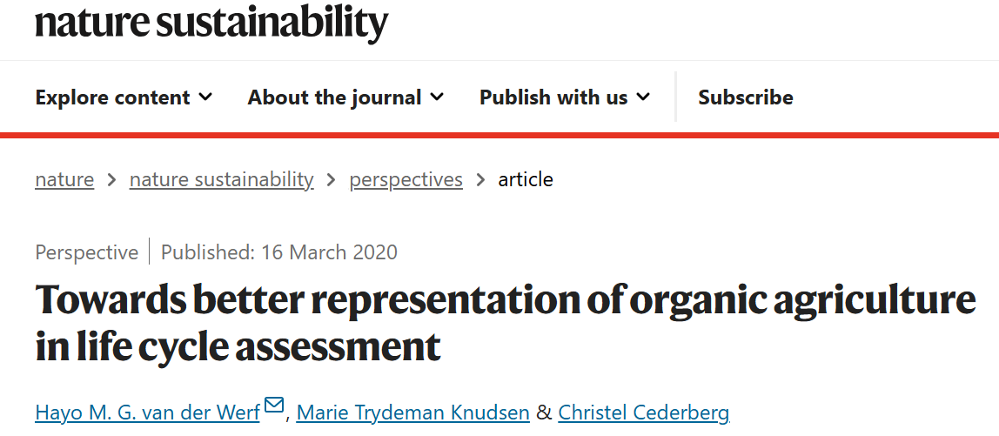 nature sustainability
Explore content About the journal Publish with us Subscribe
nature > nature sustainability > perspectives > article
Perspective | Published: 16 March 2020
Towards better representation of organic agriculture
in life cycle assessment
Hayo M. G. van der Werf, Marie Trydeman Knudsen & Christel Cederberg